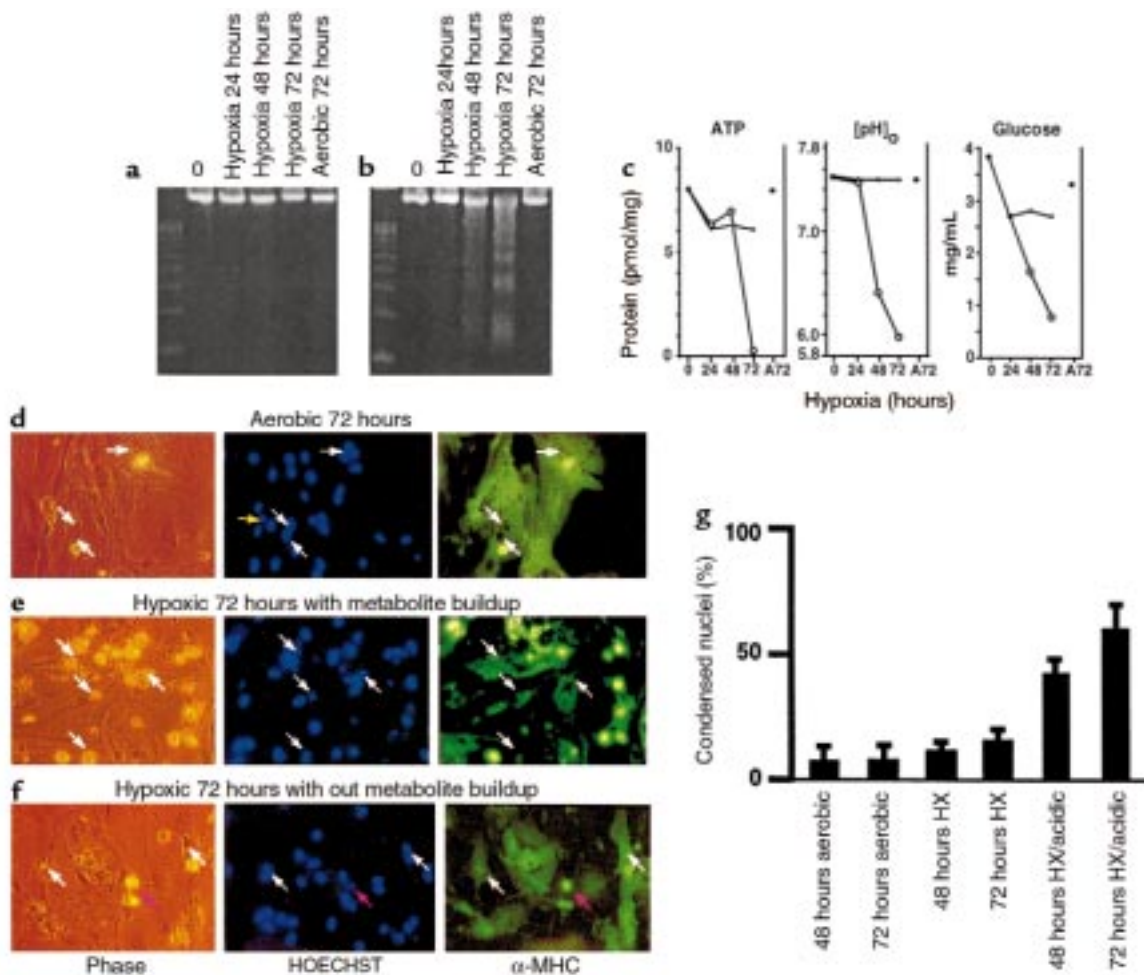 a
0
Hypoxia 24 hours
Hypoxia 48 hours
Hypoxia 72 hours
Aerobic 72 hours
b
0
Hypoxia 24hours
Hypoxia 48 hours
Hypoxia 72 hours
Aerobic 72 hours
c
ATP
[pH]o
Glucose
Protein (pmol/mg)
10
5
0
7.8
7.0
6.0
5.8
mg/mL
4
3
2
1
0
0 24 48 72 A72
0 24 48 72 A72
0 24 48 72 A72
Hypoxia (hours)
d
Aerobic 72 hours
e
Hypoxic 72 hours with metabolite buildup
f
Hypoxic 72 hours with out metabolite buildup
Phase
HOECHST
α-MHC
g
Condensed nuclei (%)
100
50
0
48 hours aerobic
72 hours aerobic
48 hours HX
72 hours HX
48 hours HX/acidic
72 hours HX/acidic